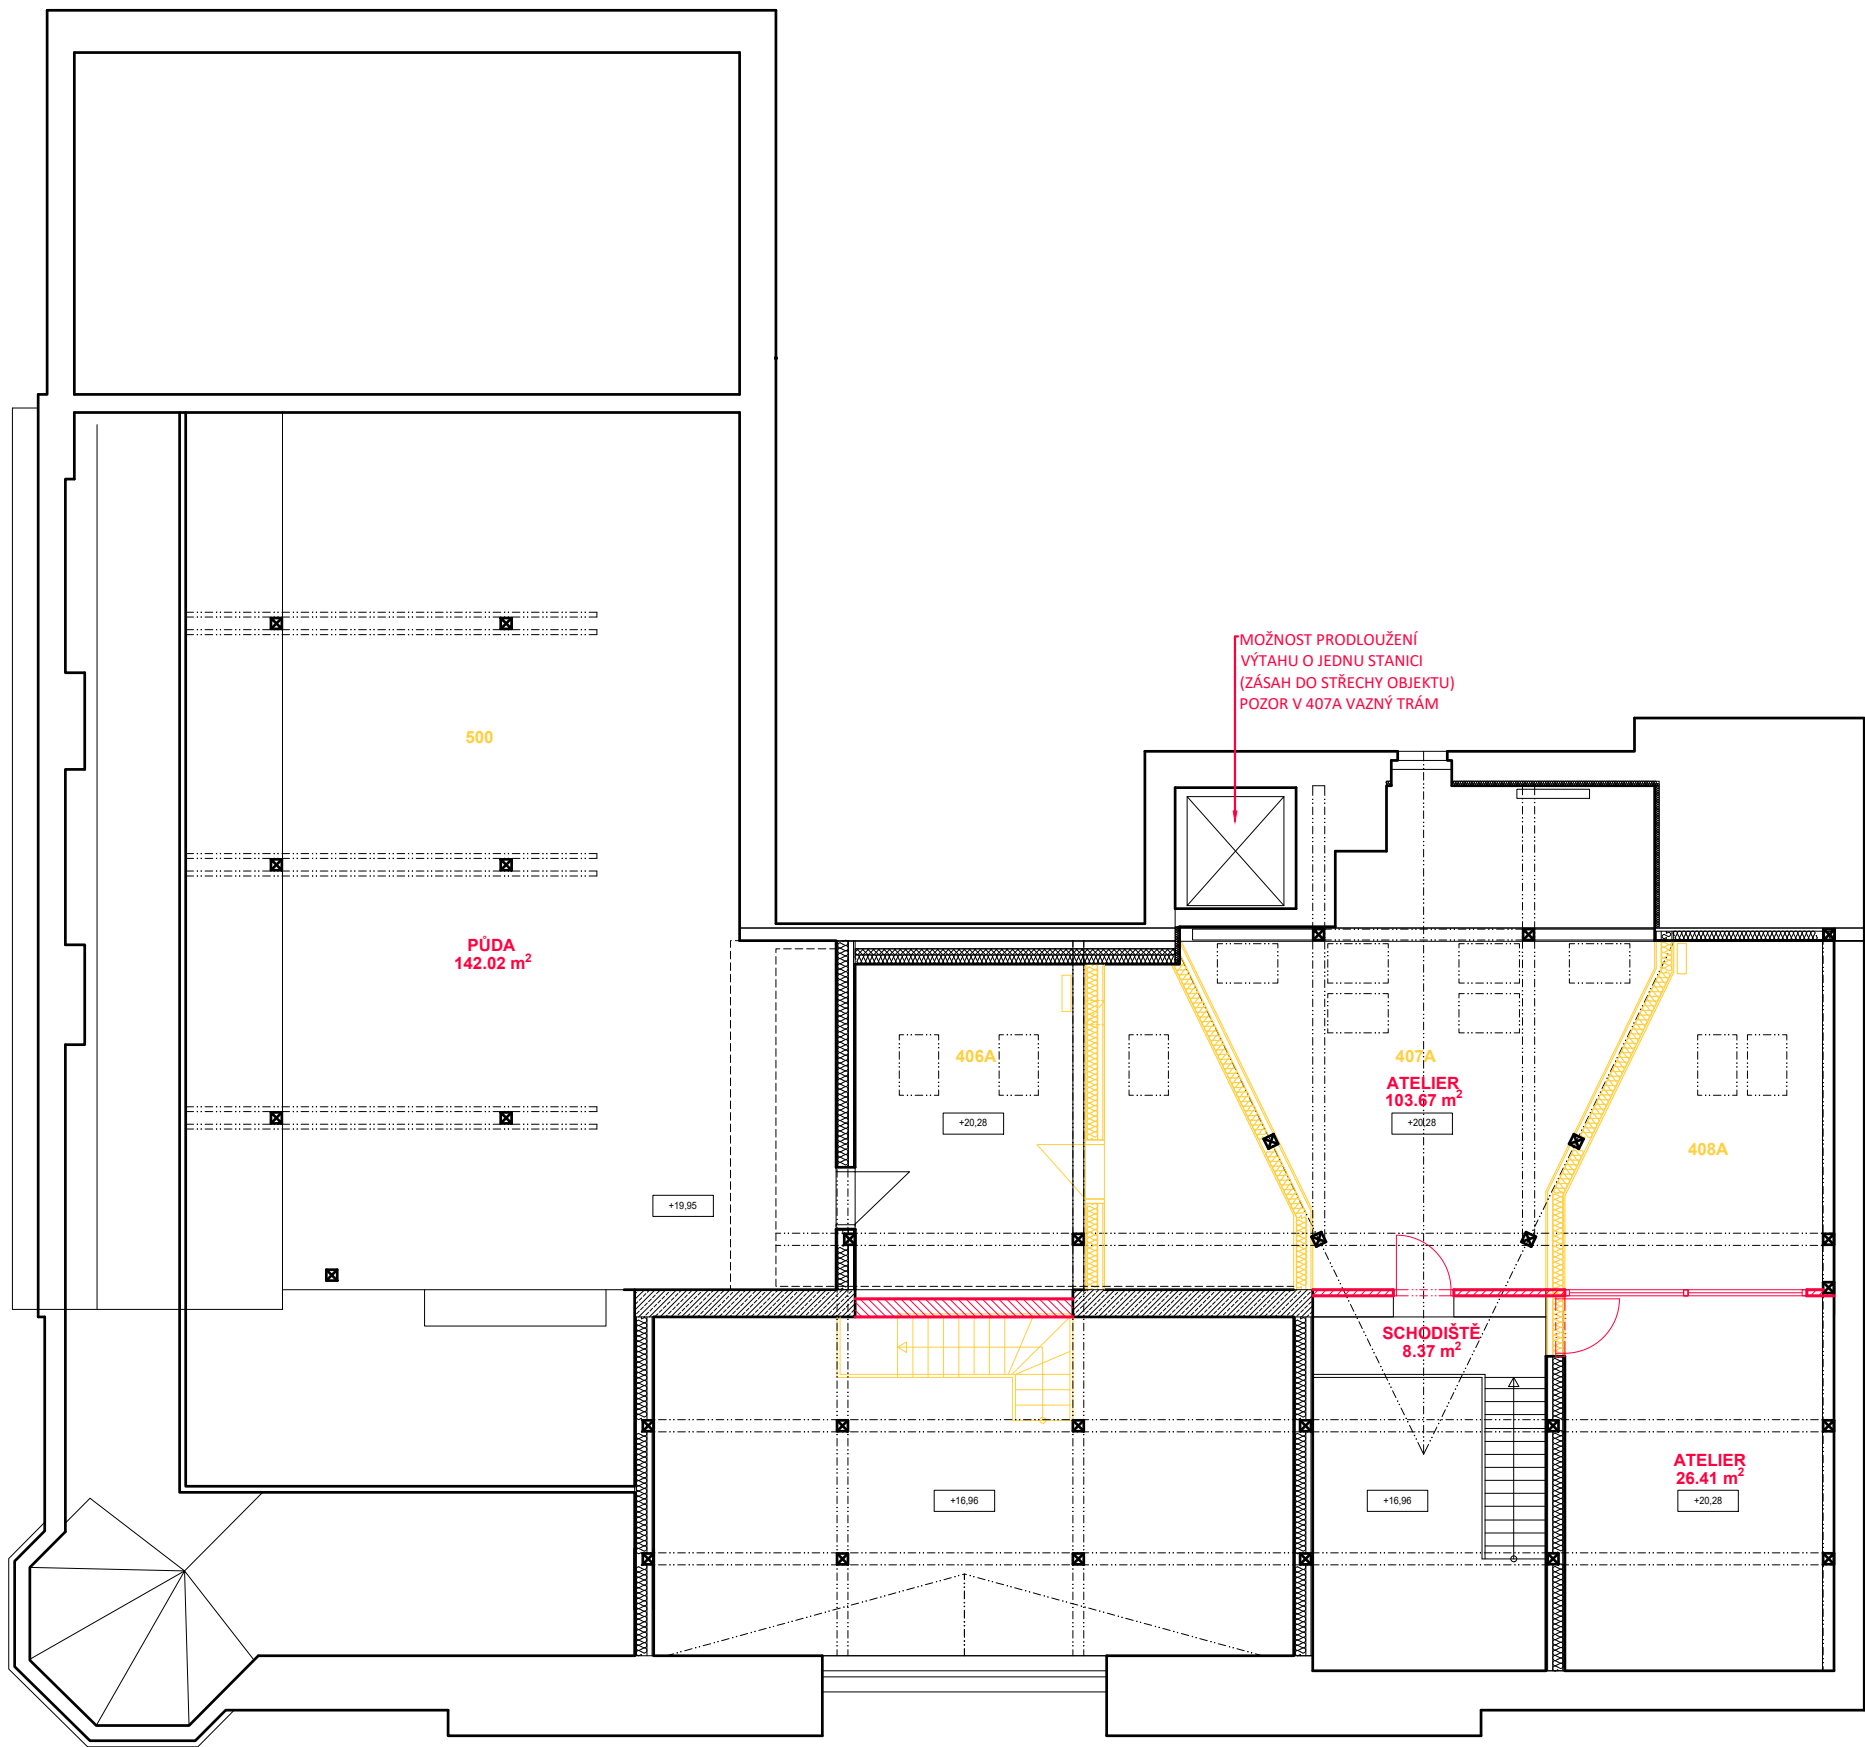 MOŽNOST PRODLOUŽENÍ
VÝTAHU O JEDNU STANICI
(ZÁSAH DO STŘECHY OBJEKTU)
POZOR V 407A VAZNÝ TRÁM
500
PŮDA
142.02 m²
406A
+20,28
407A
ATELIER
103.67 m²
+20,28
408A
+19,95
SCHODIŠTĚ
8.37 m²
ATELIER
26.41 m²
+20,28
+16,96
+16,96